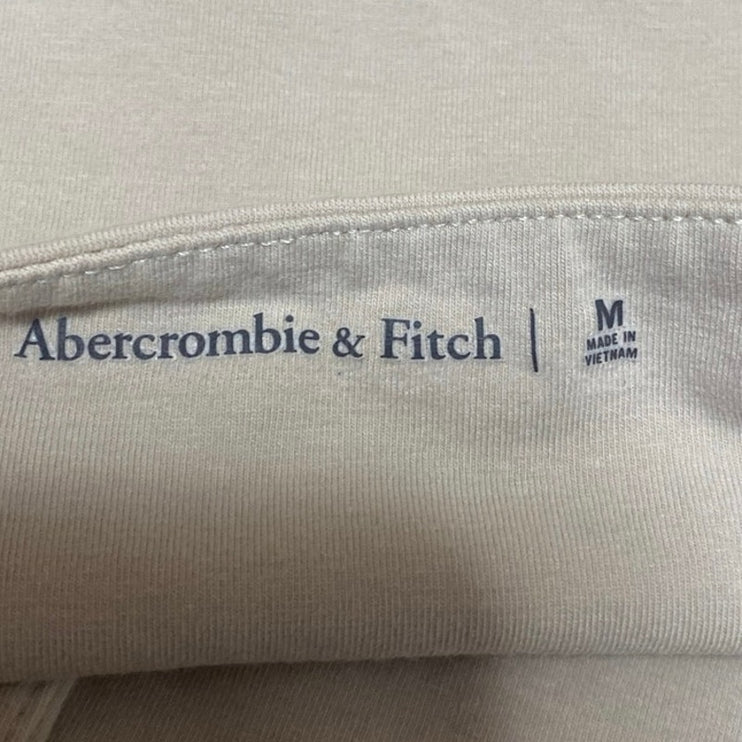 Abercrombie & Fitch | M
MADE IN
VIETNAM